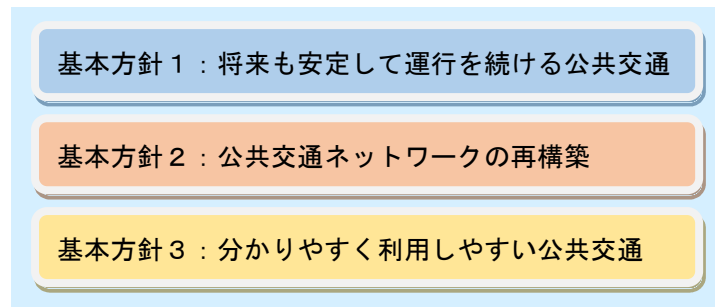 基本方針１：将来も安定して運行を続ける公共交通
基本方針２：公共交通ネットワークの再構築
基本方針３：分かりやすく利用しやすい公共交通